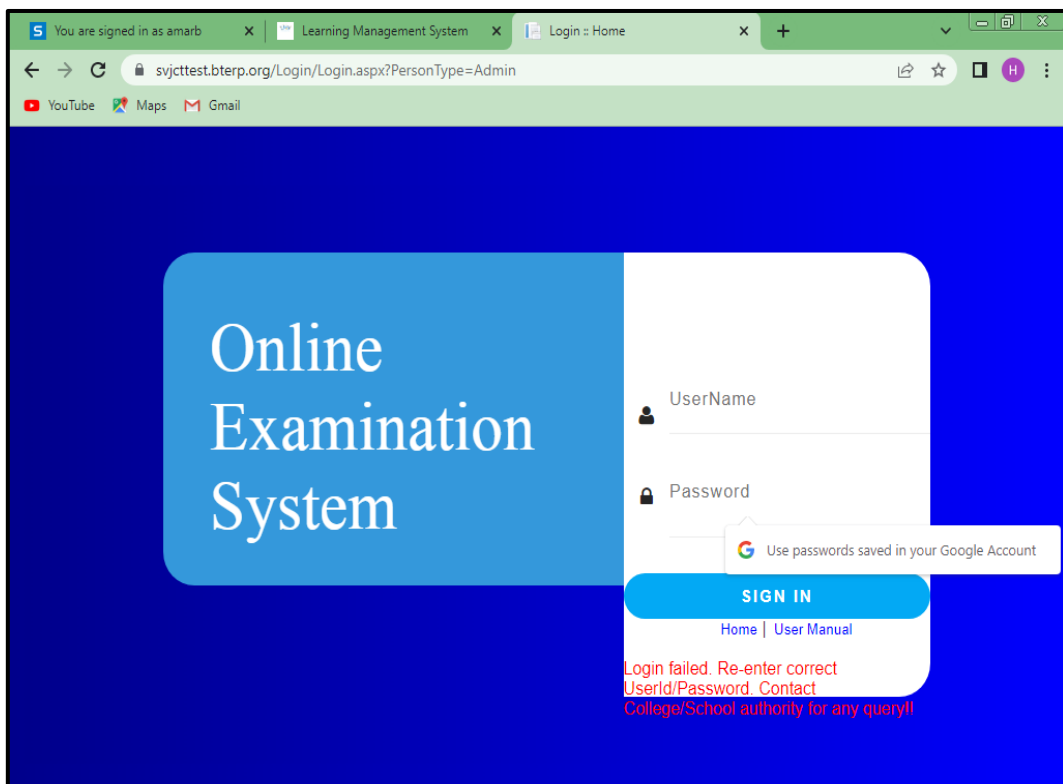 You are signed in as amarb
Learning Management System
Login :: Home
svjcttest.bterp.org/Login/Login.aspx?PersonType=Admin
H
YouTube Maps Gmail
Online
Examination
System
UserName
Password
Use passwords saved in your Google Account
SIGN IN
Home | User Manual
Login failed. Re-enter correct
UserId/Password. Contact
College/School authority for any query!!